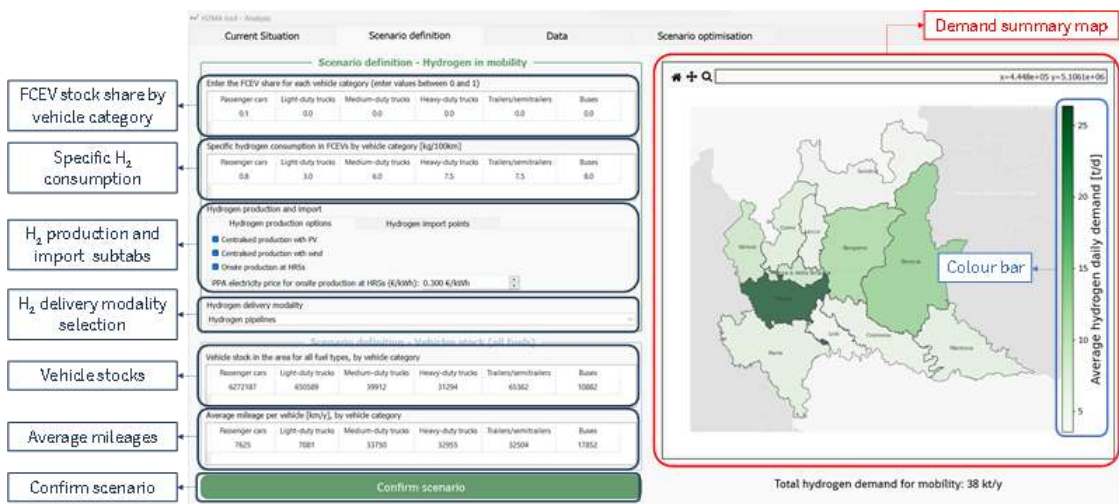 H2MA tool - Analysis
Current Situation
Scenario definition
Data
Scenario optimisation
Demand summary map
Scenario definition - Hydrogen in mobility
FCEV stock share by
vehicle category
Enter the FCEV share for each vehicle category (enter values between 0 and 1)
Passenger cars Light-duty trucks Medium-duty trucks Heavy-duty trucks Trailers/semitrailers Buses
0.1 0.0 0.0 0.0 0.0 0.0
Specific H₂
consumption
Specific hydrogen consumption in FCEVs by vehicle category [kg/100km]
Passenger cars Light-duty trucks Medium-duty trucks Heavy-duty trucks Trailers/semitrailers Buses
0.8 3.0 6.0 7.5 7.5 8.0
H₂ production and
import subtabs
Hydrogen production and import
Hydrogen production options Hydrogen import points
Centralised production with PV
Centralised production with wind
Onsite production at HRSs
PPA electricity price for onsite production at HRSs (€/kWh): 0.300 €/kWh
H₂ delivery modality
selection
Hydrogen delivery modality
Hydrogen pipelines
Scenario definition - Vehicles stock (all fuels)
Vehicle stocks
Vehicle stock in the area for all fuel types, by vehicle category
Passenger cars Light-duty trucks Medium-duty trucks Heavy-duty trucks Trailers/semitrailers Buses
6272187 650589 39912 31294 65362 10882
Average mileages
Average mileage per vehicle [km/y], by vehicle category
Passenger cars Light-duty trucks Medium-duty trucks Heavy-duty trucks Trailers/semitrailers Buses
7625 7081 33750 32955 32504 17852
Confirm scenario
Confirm scenario
x=4.448e+05 y=5.1061e+06
Sondrio
Como
Lecco
Varese
Bergamo
Brescia
Milano
Lodi
Cremona
Mantova
Pavia
Colour bar
25
20
15
10
5
Average hydrogen daily demand [t/d]
Total hydrogen demand for mobility: 38 kt/y